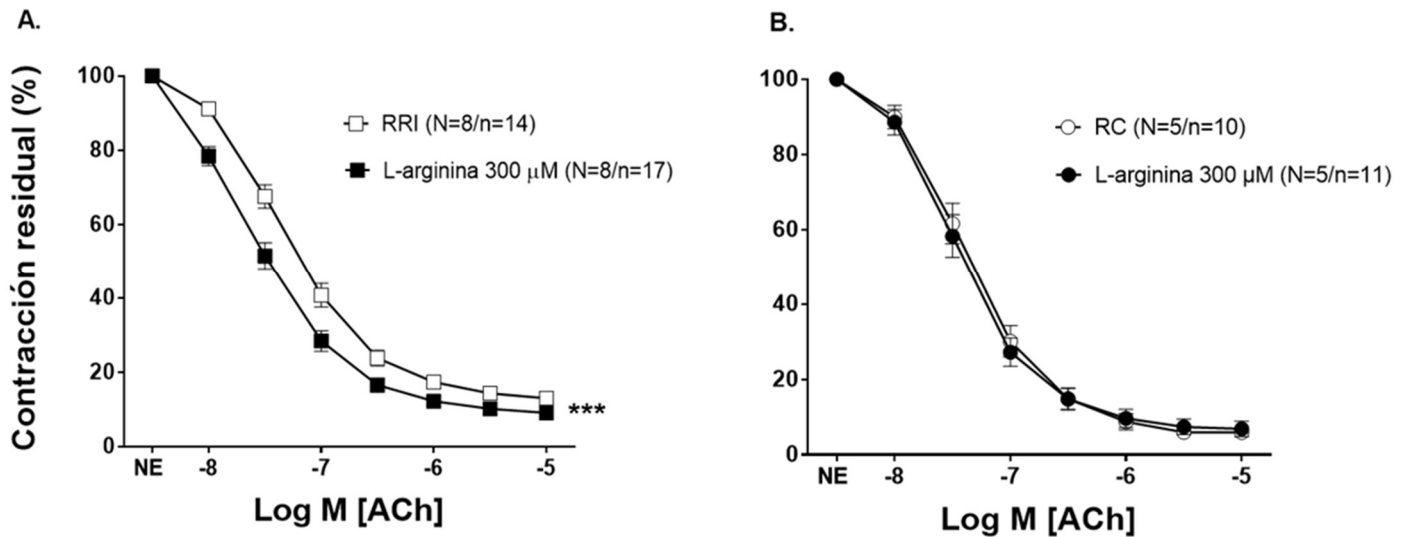 A.
Contracción residual (%)
100
80
60
40
20
0
RRI (N=8/n=14)
L-arginina 300 μM (N=8/n=17)
***
NE -8 -7 -6 -5
Log M [ACh]
B.
100
80
60
40
20
0
RC (N=5/n=10)
L-arginina 300 µM (N=5/n=11)
NE -8 -7 -6 -5
Log M [ACh]